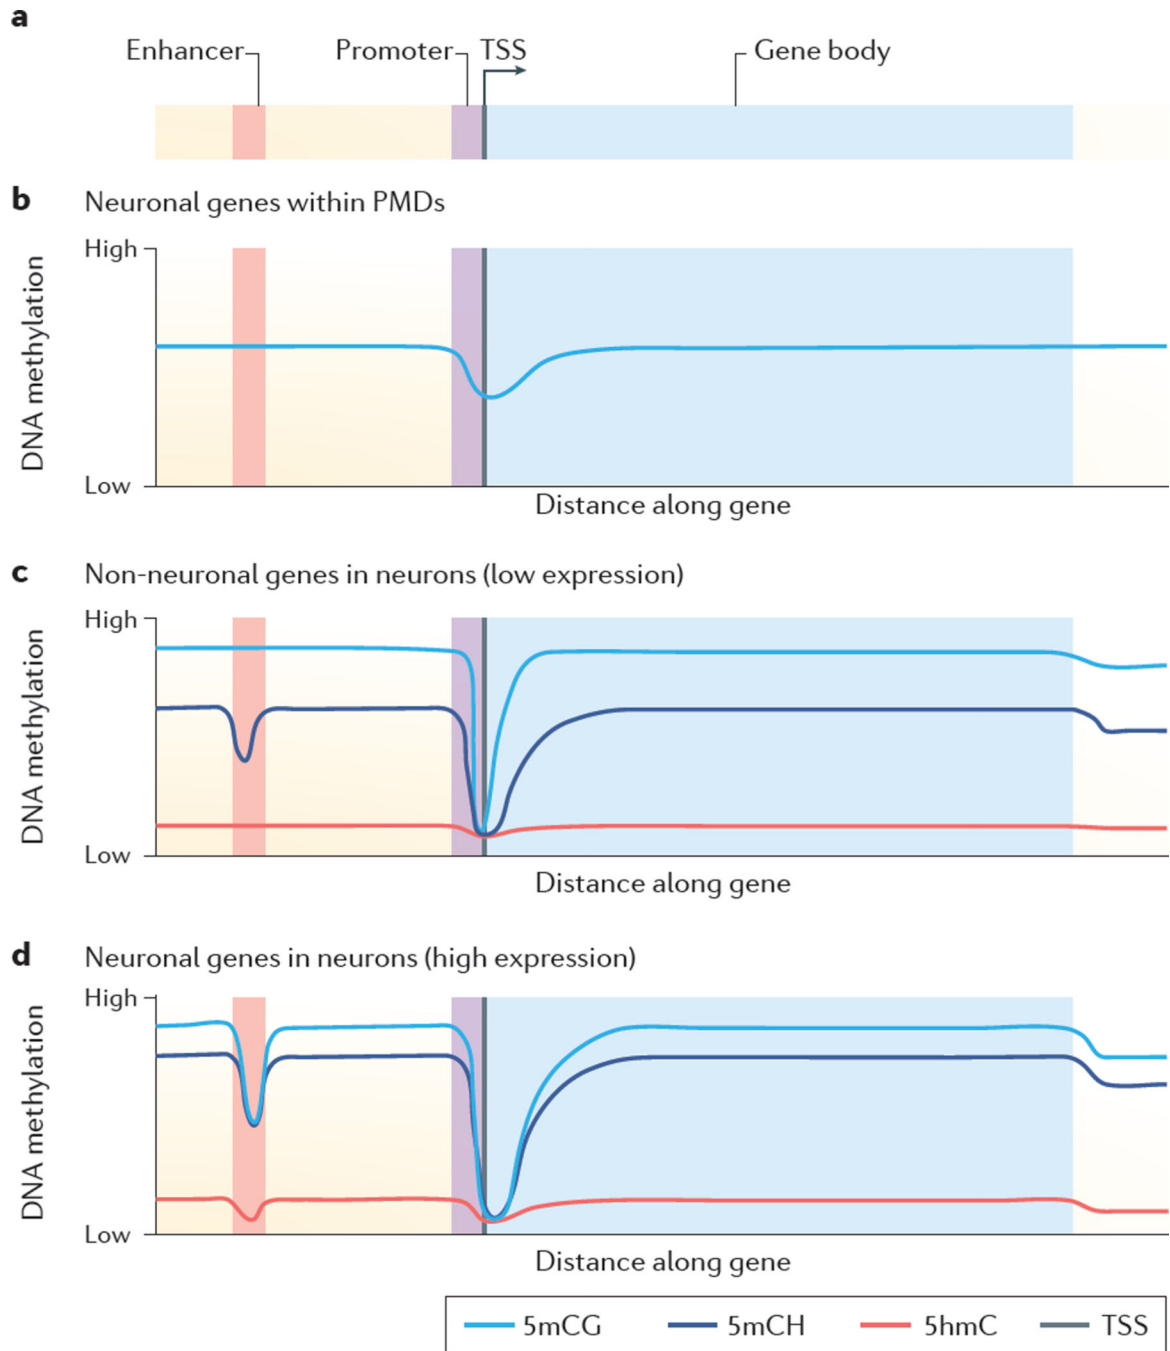 a
Enhancer
Promoter
TSS
Gene body
b
Neuronal genes within PMDs
High
DNA methylation
Low
Distance along gene
c
Non-neuronal genes in neurons (low expression)
High
DNA methylation
Low
Distance along gene
d
Neuronal genes in neurons (high expression)
High
DNA methylation
Low
Distance along gene
5mCG
5mCH
5hmC
TSS